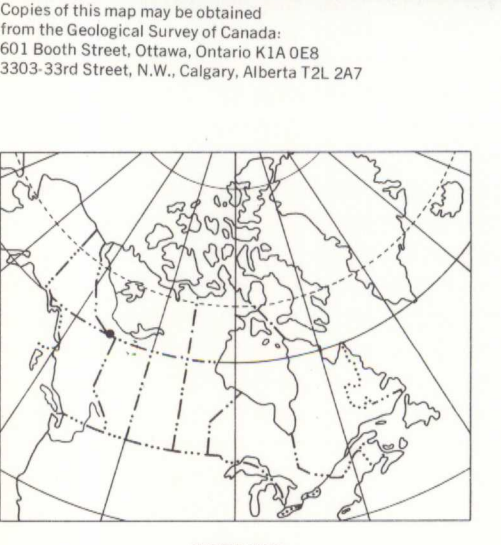 Copies of this map may be obtained
from the Geological Survey of Canada:
601 Booth Street, Ottawa, Ontario K1A 0E8
3303-33rd Street, N.W., Calgary, Alberta T2L 2A7